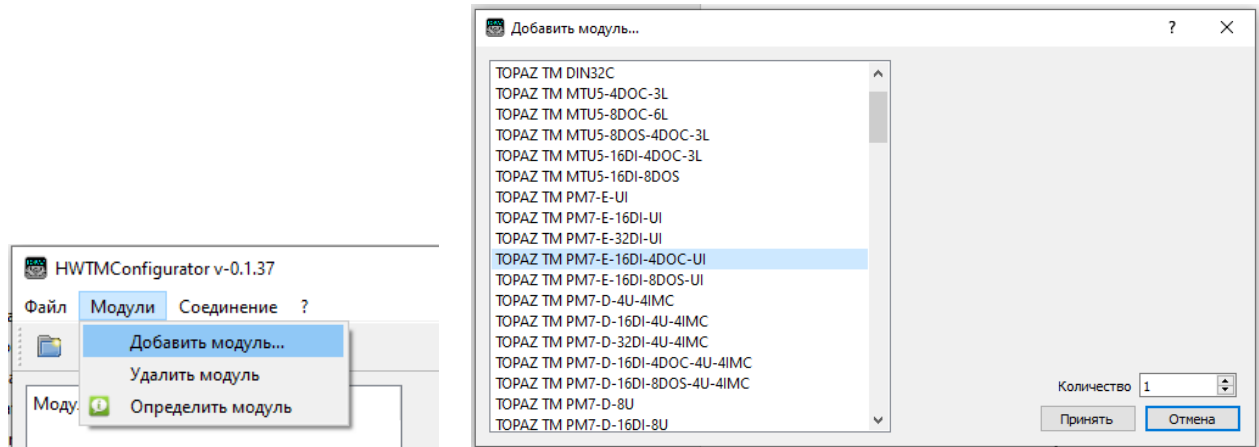 HWTMConfigurator v-0.1.37
Файл Модули Соединение ?
Добавить модуль...
Удалить модуль
Определить модуль
Моду
Добавить модуль... ?
TOPAZ TM DIN32C
TOPAZ TM MTU5-4DOC-3L
TOPAZ TM MTU5-8DOC-6L
TOPAZ TM MTU5-8DOS-4DOC-3L
TOPAZ TM MTU5-16DI-4DOC-3L
TOPAZ TM MTU5-16DI-8DOS
TOPAZ TM PM7-E-UI
TOPAZ TM PM7-E-16DI-UI
TOPAZ TM PM7-E-32DI-UI
TOPAZ TM PM7-E-16DI-4DOC-UI
TOPAZ TM PM7-E-16DI-8DOS-UI
TOPAZ TM PM7-D-4U-4IMC
TOPAZ TM PM7-D-16DI-4U-4IMC
TOPAZ TM PM7-D-32DI-4U-4IMC
TOPAZ TM PM7-D-16DI-4DOC-4U-4IMC
TOPAZ TM PM7-D-16DI-8DOS-4U-4IMC
TOPAZ TM PM7-D-8U
TOPAZ TM PM7-D-16DI-8U
Количество 1
Принять Отмена